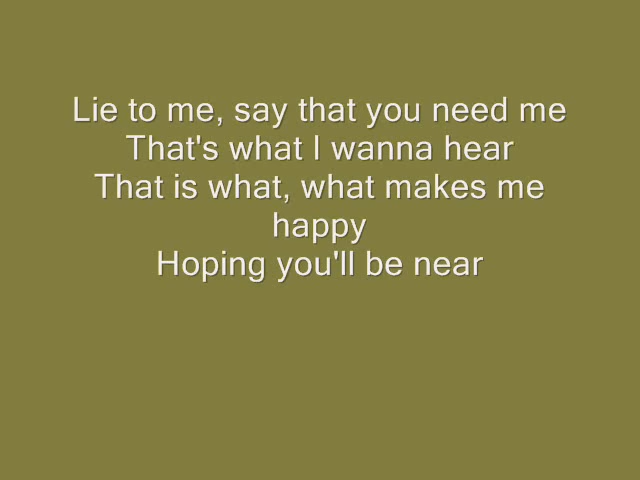 Lie to me, say that you need me
That's what I wanna hear
That is what, what makes me
happy
Hoping you'll be near